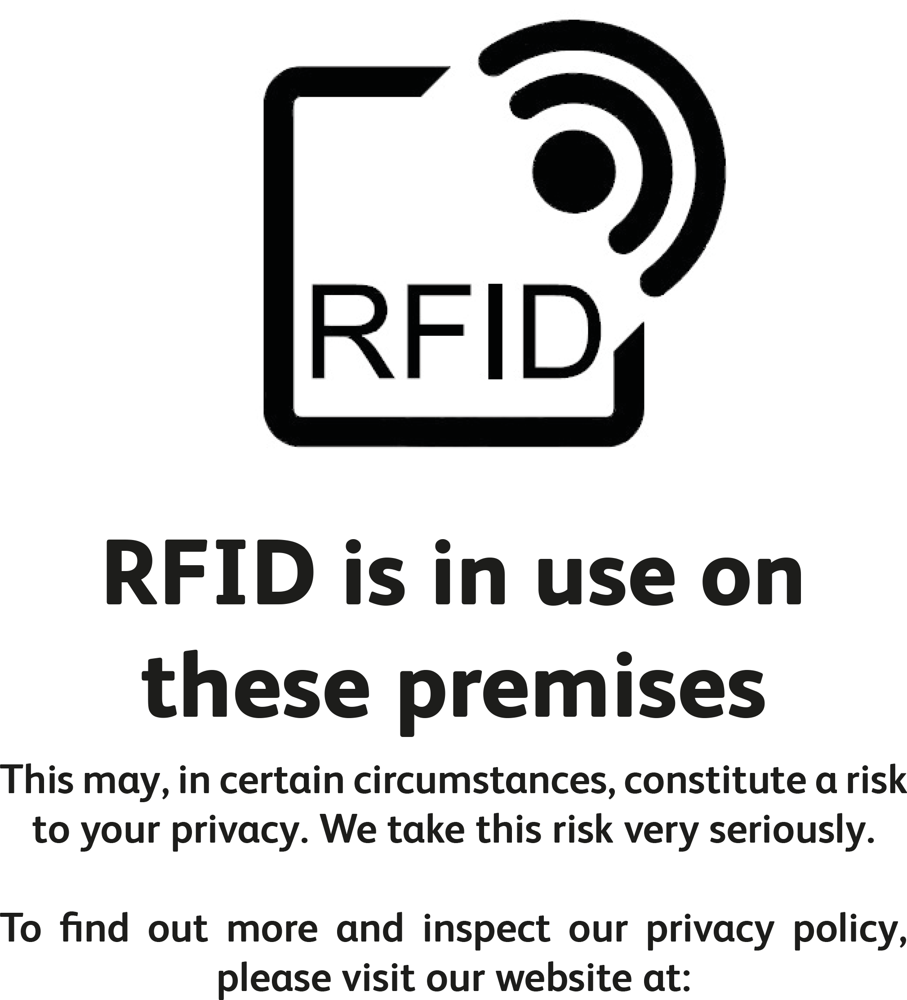 RFID
RFID is in use on
these premises
This may, in certain circumstances, constitute a risk
to your privacy. We take this risk very seriously.
To find out more and inspect our privacy policy,
please visit our website at: